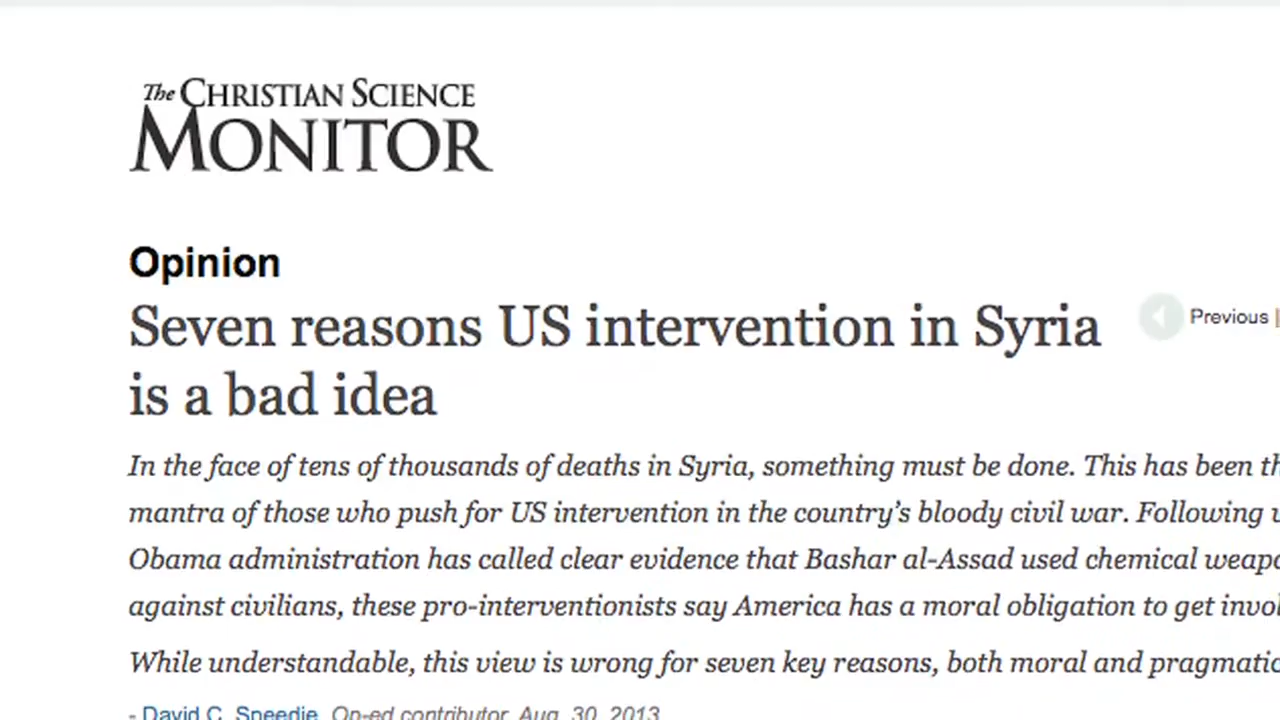 The CHRISTIAN SCIENCE
MONITOR
Opinion
Seven reasons US intervention in Syria
is a bad idea
Previous |
In the face of tens of thousands of deaths in Syria, something must be done. This has been th
mantra of those who push for US intervention in the country's bloody civil war. Following
Obama administration has called clear evidence that Bashar al-Assad used chemical weapo
against civilians, these pro-interventionists say America has a moral obligation to get invol
While understandable, this view is wrong for seven key reasons, both moral and pragmatic
- David C. Speedie, Op-ed contributor, Aug. 30, 2013